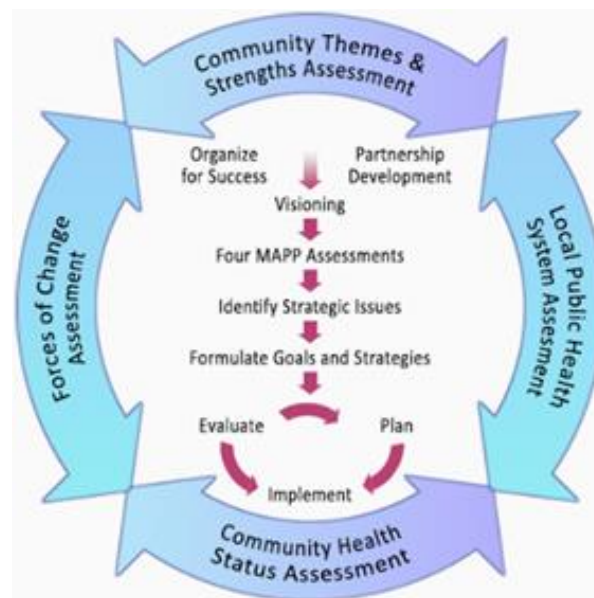 Community Themes &
Strengths Assessment
Organize
for Success
Partnership
Development
Visioning
Four MAPP Assessments
Identify Strategic Issues
Formulate Goals and Strategies
Evaluate
Plan
Implement
Forces of Change
Assessment
Local Public Health
System Assesment
Community Health
Status Assessment